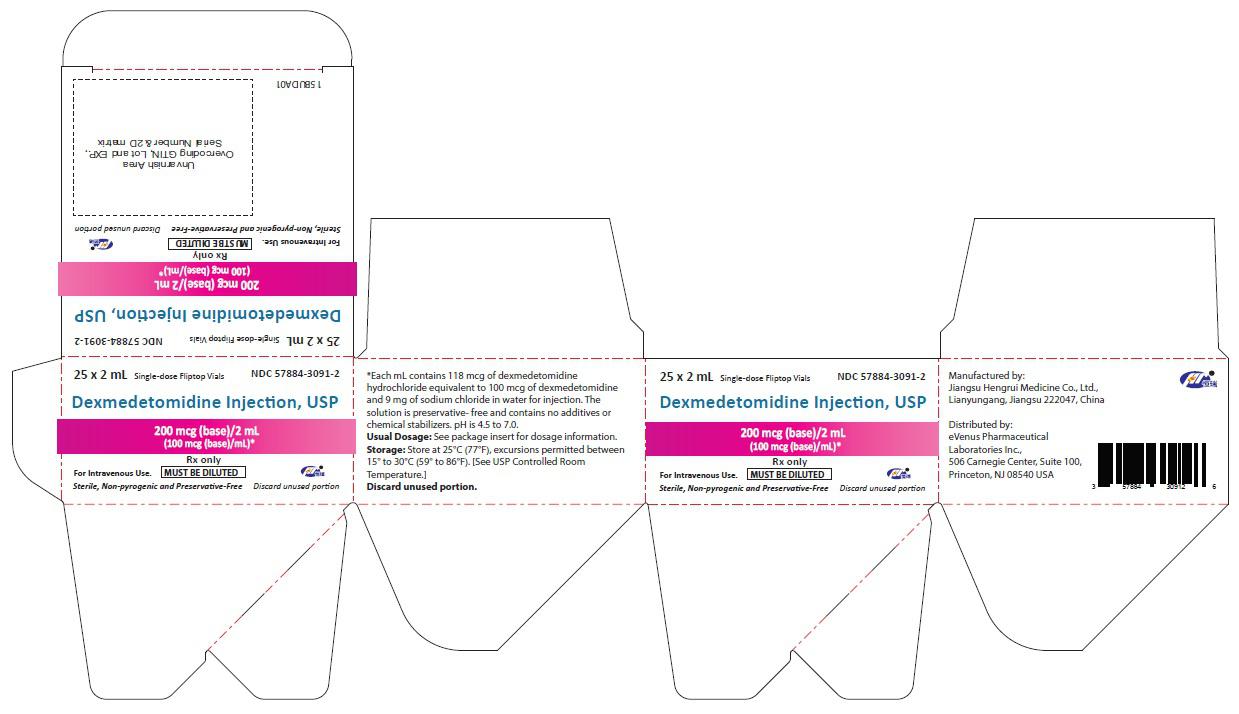 1 5BUDA01
Unvarnish Area
Overcoding GTIN, Lot and EXP.,
Serial Number & 2D matrix
25 x 2 mL Single-dose Fliptop Vials NDC 57884-3091-2
Dexmedetomidine Injection, USP
200 mcg (base)/2 mL
(100 mcg (base)/mL)*
Rx only
For Intravenous Use. MUST BE DILUTED
Sterile, Non-pyrogenic and Preservative-Free Discard unused portion
25 x 2 mL Single-dose Fliptop Vials NDC 57884-3091-2
Dexmedetomidine Injection, USP
200 mcg (base)/2 mL
(100 mcg (base)/mL)*
Rx only
For Intravenous Use. MUST BE DILUTED
Sterile, Non-pyrogenic and Preservative-Free Discard unused portion
*Each mL contains 118 mcg of dexmedetomidine
hydrochloride equivalent to 100 mcg of dexmedetomidine
and 9 mg of sodium chloride in water for injection. The
solution is preservative- free and contains no additives or
chemical stabilizers. pH is 4.5 to 7.0.
Usual Dosage: See package insert for dosage information.
Storage: Store at 25°C (77°F), excursions permitted between
15° to 30°C (59° to 86°F). [See USP Controlled Room
Temperature.]
Discard unused portion.
25 x 2 mL Single-dose Fliptop Vials NDC 57884-3091-2
Dexmedetomidine Injection, USP
200 mcg (base)/2 mL
(100 mcg (base)/mL)*
Rx only
For Intravenous Use. MUST BE DILUTED
Sterile, Non-pyrogenic and Preservative-Free Discard unused portion
Manufactured by:
Jiangsu Hengrui Medicine Co., Ltd.,
Lianyungang, Jiangsu 222047, China
Distributed by:
eVenus Pharmaceutical
Laboratories Inc.,
506 Carnegie Center, Suite 100,
Princeton, NJ 08540 USA
3 57884 30912 6